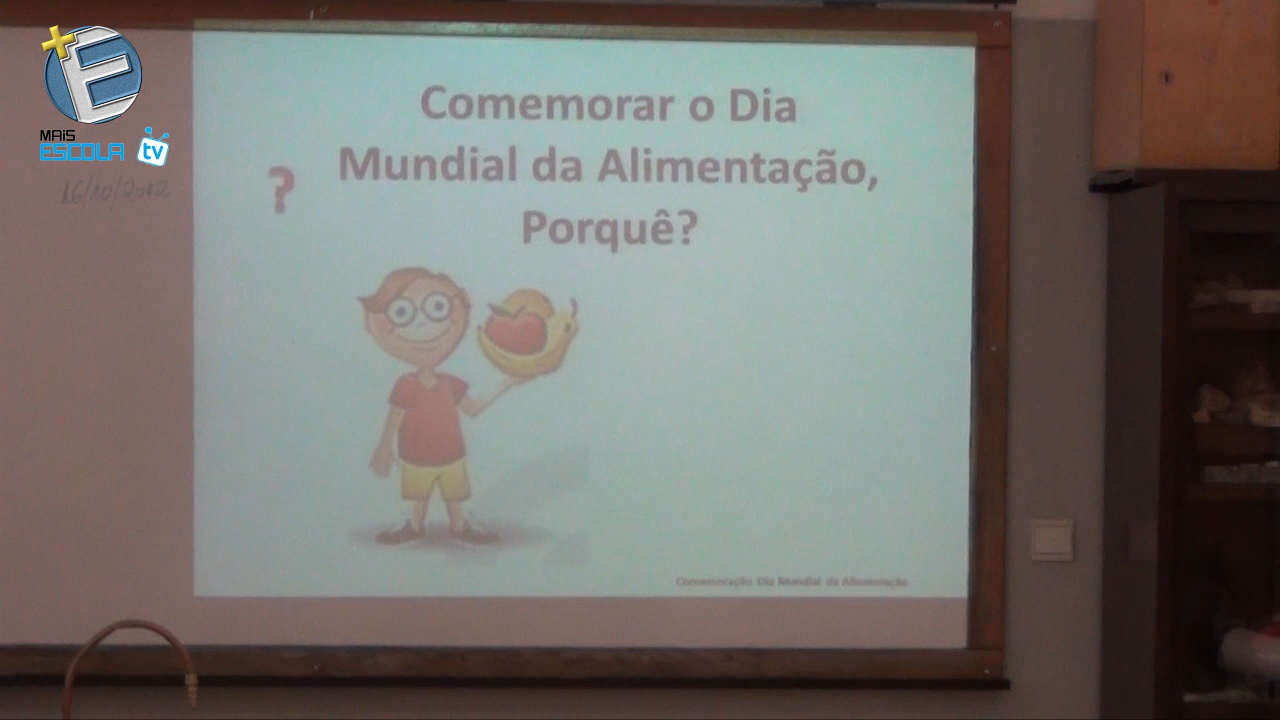 E
MAIS
ESCOLA tv
16/10/2012
Comemorar o Dia
Mundial da Alimentação,
Porquê?
?
Comemoração Dia Mundial da Alimentação